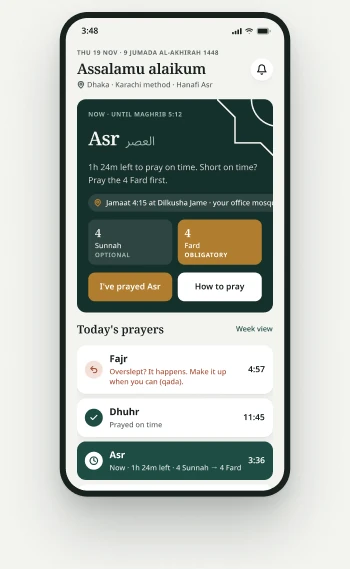 3:48
THU 19 NOV · 9 JUMADA AL-AKHIRAH 1448
Assalamu alaikum
Dhaka · Karachi method · Hanafi Asr
NOW · UNTIL MAGHRIB 5:12
Asr العصر
1h 24m left to pray on time. Short on time?
Pray the 4 Fard first.
Jamaat 4:15 at Dilkusha Jame · your office mosqu
4
Sunnah
OPTIONAL
4
Fard
OBLIGATORY
I've prayed Asr
How to pray
Today's prayers
Week view
Fajr
Overslept? It happens. Make it up
when you can (qada).
4:57
Dhuhr
Prayed on time
11:45
Asr
Now · 1h 24m left · 4 Sunnah → 4 Fard
3:36